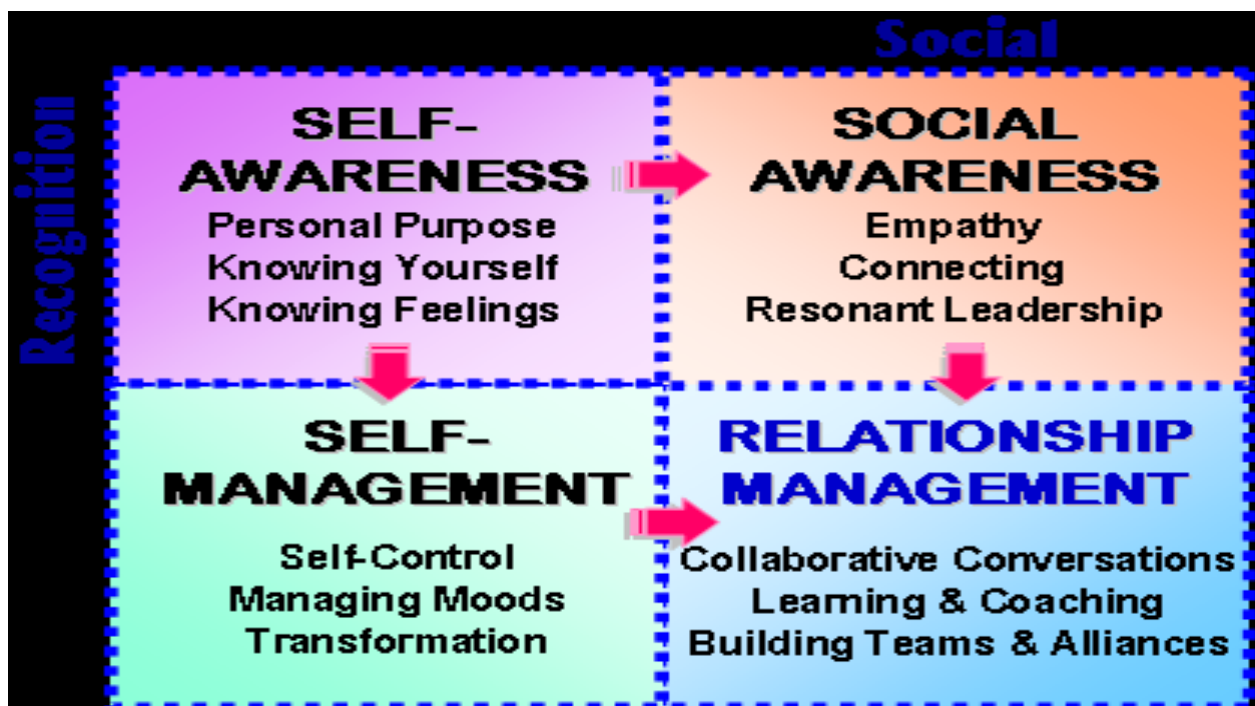 Social
Recognition
SELF-
AWARENESS
Personal Purpose
Knowing Yourself
Knowing Feelings
SOCIAL
AWARENESS
Empathy
Connecting
Resonant Leadership
SELF-
MANAGEMENT
Self-Control
Managing Moods
Transformation
RELATIONSHIP
MANAGEMENT
Collaborative Conversations
Learning & Coaching
Building Teams & Alliances